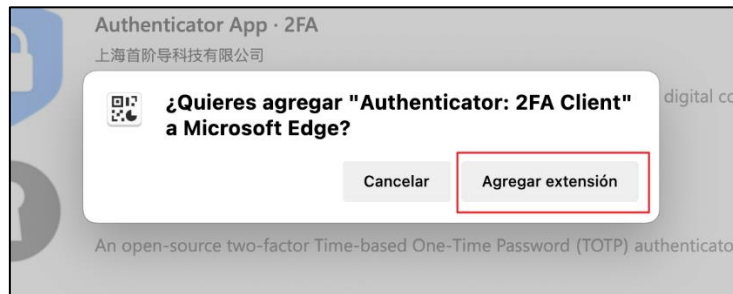 Authenticator App · 2FA
上海首阶导科技有限公司
¿Quieres agregar "Authenticator: 2FA Client"
a Microsoft Edge?
digital
Cancelar
Agregar extensión
An open-source two-factor Time-based One-Time Password (TOTP)